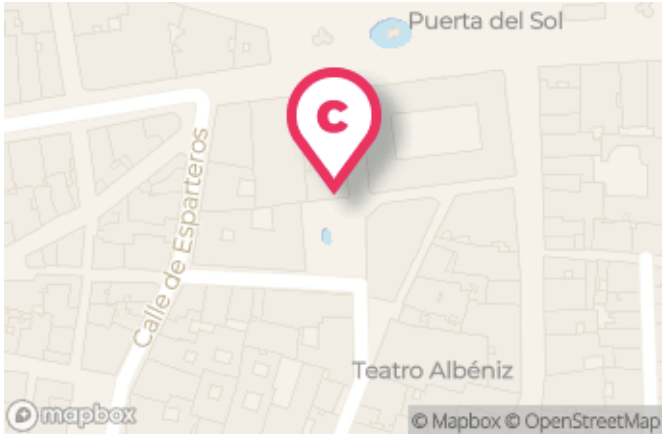 Puerta del Sol
C
Calle de Esparteros
Teatro Albéniz
mapbox
© Mapbox © OpenStreetMap